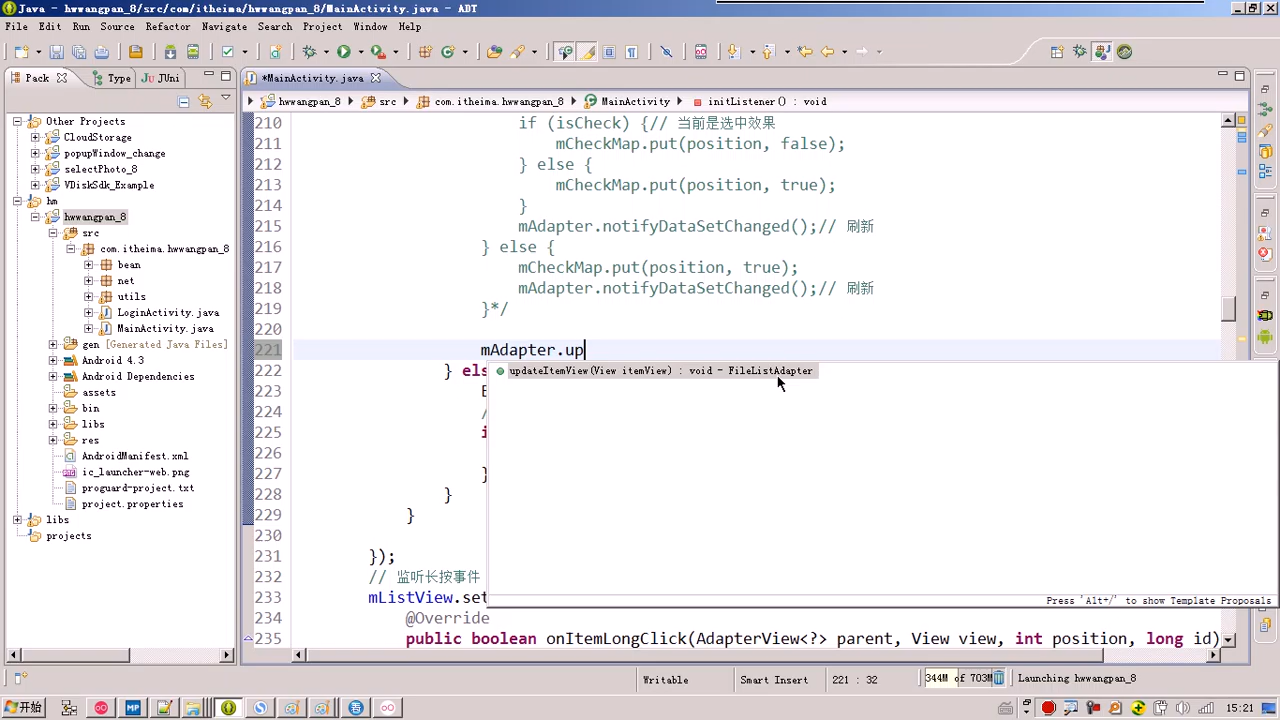 Java - hwwangpan_8/src/com/itheima/hwwangpan_8/MainActivity.java - ADT
File Edit Run Source Refactor Navigate Search Project Window Help
Pack Type JUni
*MainActivity.java
hwwangpan_8 src com.itheima.hwwangpan_8 MainActivity initListener() : void
Other Projects
CloudStorage
popupWindow_change
selectPhoto_8
VDiskSdk_Example
hm
hwwangpan_8
src
com.itheima.hwwangpan_8
bean
net
utils
LoginActivity.java
MainActivity.java
gen [Generated Java Files]
Android 4.3
Android Dependencies
assets
bin
libs
res
AndroidManifest.xml
ic_launcher-web.png
proguard-project.txt
project.properties
libs
projects
210 if (isCheck) {// 当前是选中效果
211 mCheckMap.put(position, false);
212 } else {
213 mCheckMap.put(position, true);
214 }
215 mAdapter.notifyDataSetChanged();// 刷新
216 } else {
217 mCheckMap.put(position, true);
218 mAdapter.notifyDataSetChanged();// 刷新
219 }*/
220
221 mAdapter.up
222 } els
updateItemView(View itemView) : void - FileListAdapter
223 E
224 /
225 i
226
227 }
228 }
229 }
230
231 });
232 // 监听长按事件
233 mListView.set
Press 'Alt+/' to show Template Proposals
234 @Override
235 public boolean onItemLongClick(AdapterView<?> parent, View view, int position, long id)
Writable Smart Insert 221 : 32 344M of 703M Launching hwwangpan_8
开始 MP 15:21